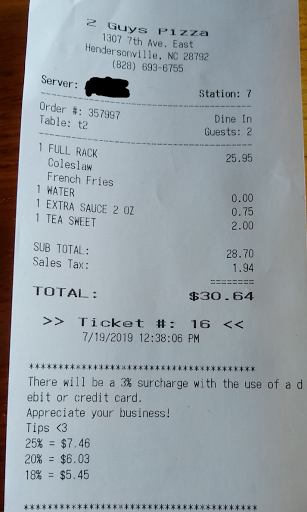 2 Guys Pizza
1307 7th Ave. East
Hendersonville, NC 28792
(828) 693-6755
Server:
Station: 7
Order #: 357997 Dine In
Table: t2 Guests: 2
1 FULL RACK 25.95
Coleslaw
French Fries
1 WATER 0.00
1 EXTRA SAUCE 2 OZ 0.75
1 TEA SWEET 2.00
SUB TOTAL: 28.70
Sales Tax: 1.94
========
TOTAL: $30.64
>> Ticket #: 16 <<
7/19/2019 12:38:06 PM
****************************************
There will be a 3% surcharge with the use of a d
ebit or credit card.
Appreciate your business!
Tips <3
25% = $7.46
20% = $6.03
18% = $5.45
****************************************